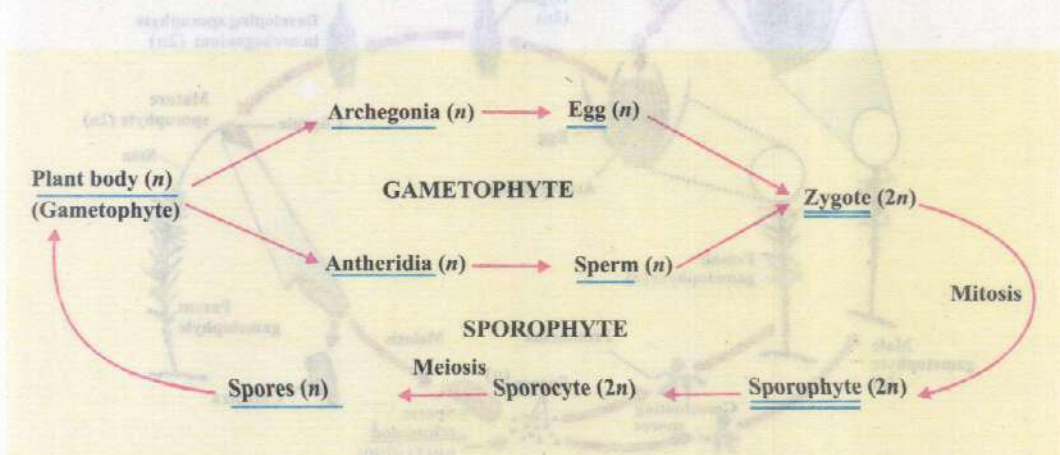 Archegonia (n)
Egg (n)
Plant body (n)
(Gametophyte)
GAMETOPHYTE
Zygote (2n)
Antheridia (n)
Sperm (n)
Mitosis
SPOROPHYTE
Meiosis
Spores (n)
Sporocyte (2n)
Sporophyte (2n)